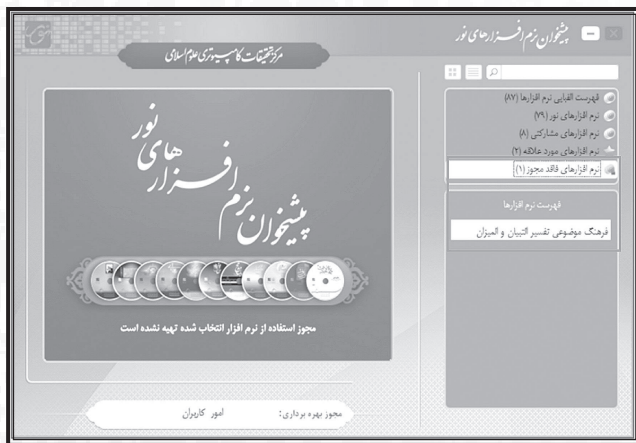 پیشخوان نرم افزارهای نور
نور
مرکز تحقیقات کامپیوتری علوم اسلامی
فهرست الفبایی نرم افزارها (۸۷)
نرم افزارهای نور (۷۹)
نرم افزارهای مشارکتی (۸)
نرم افزارهای مورد علاقه (۲)
نرم افزارهای فاقد مجوز (۱)
فهرست نرم افزارها
فرهنگ موضوعی تفسیر التبیان و المیزان
پیشخوان نرم افزارهای نور
مجوز استفاده از نرم افزار انتخاب شده تهیه نشده است
مجوز بهره برداری: امور کاربران